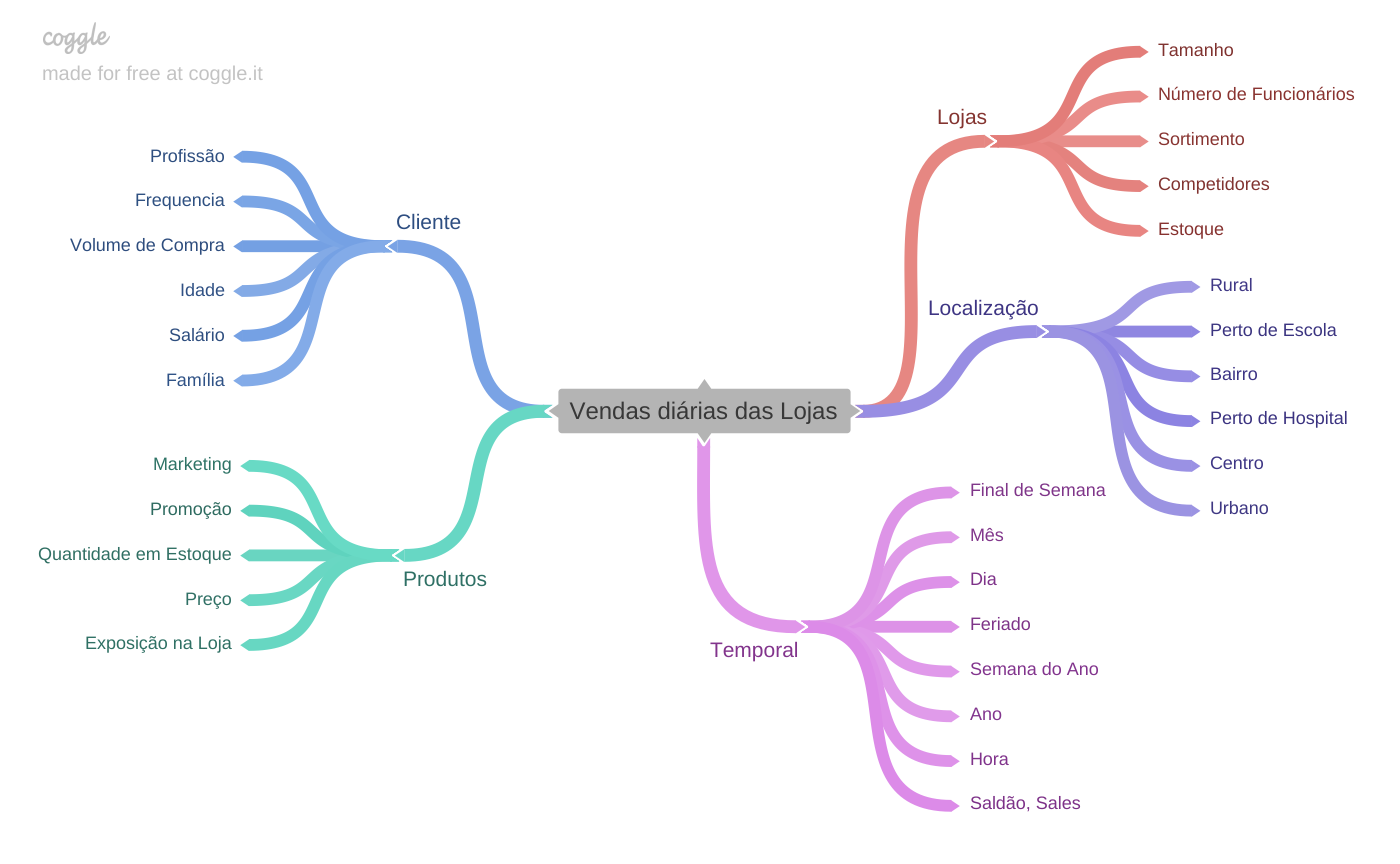 coggle
made for free at coggle.it
Vendas diárias das Lojas
Cliente
Profissão
Frequencia
Volume de Compra
Idade
Salário
Família
Produtos
Marketing
Promoção
Quantidade em Estoque
Preço
Exposição na Loja
Lojas
Tamanho
Número de Funcionários
Sortimento
Competidores
Estoque
Localização
Rural
Perto de Escola
Bairro
Perto de Hospital
Centro
Urbano
Temporal
Final de Semana
Mês
Dia
Feriado
Semana do Ano
Ano
Hora
Saldão, Sales